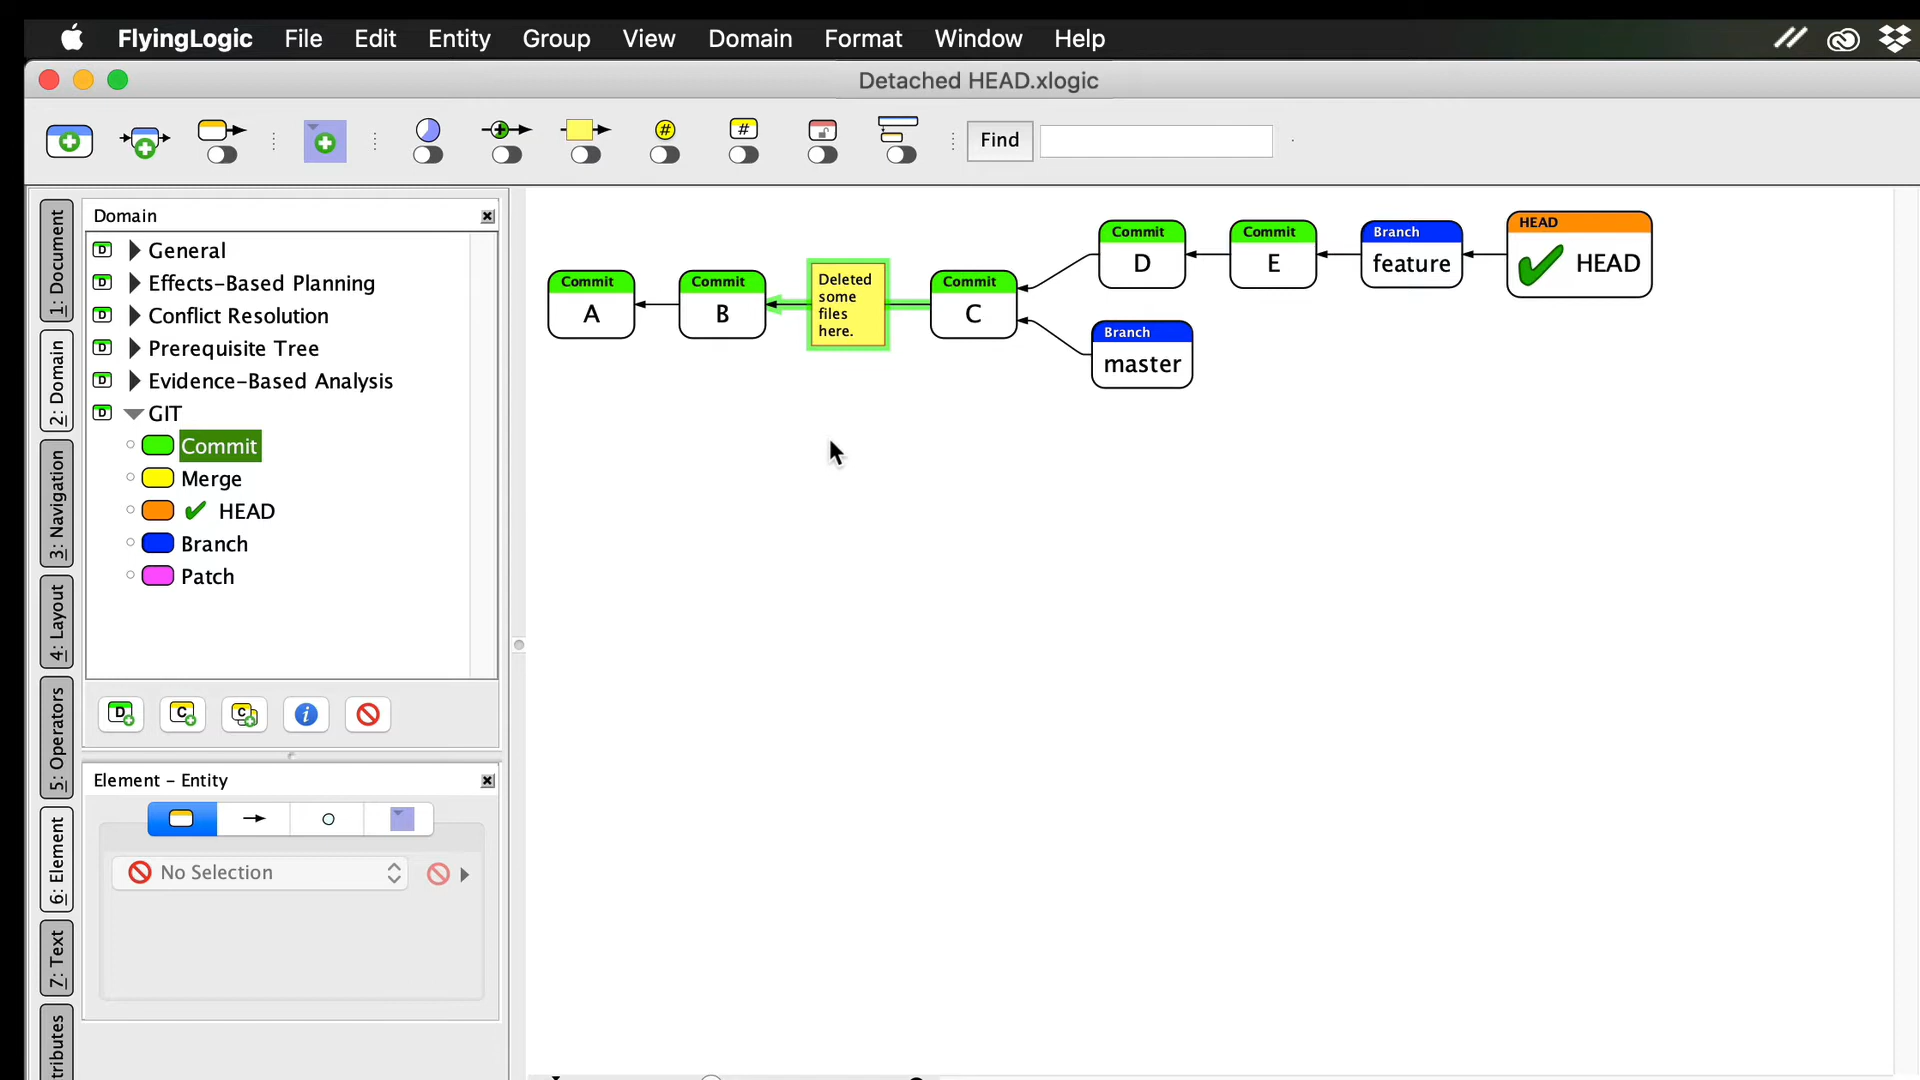 FlyingLogic File Edit Entity Group View Domain Format Window Help
Detached HEAD.xlogic
# # Find
1: Document
2: Domain
3: Navigation
4: Layout
5: Operators
6: Element
7: Text
tributes
Domain
D General
D Effects-Based Planning
D Conflict Resolution
D Prerequisite Tree
D Evidence-Based Analysis
D GIT
Commit
Merge
HEAD
Branch
Patch
D C C i
Element - Entity
No Selection
Commit
A
Commit
B
Deleted
some
files
here.
Commit
C
Commit
D
Commit
E
Branch
feature
HEAD
HEAD
Branch
master